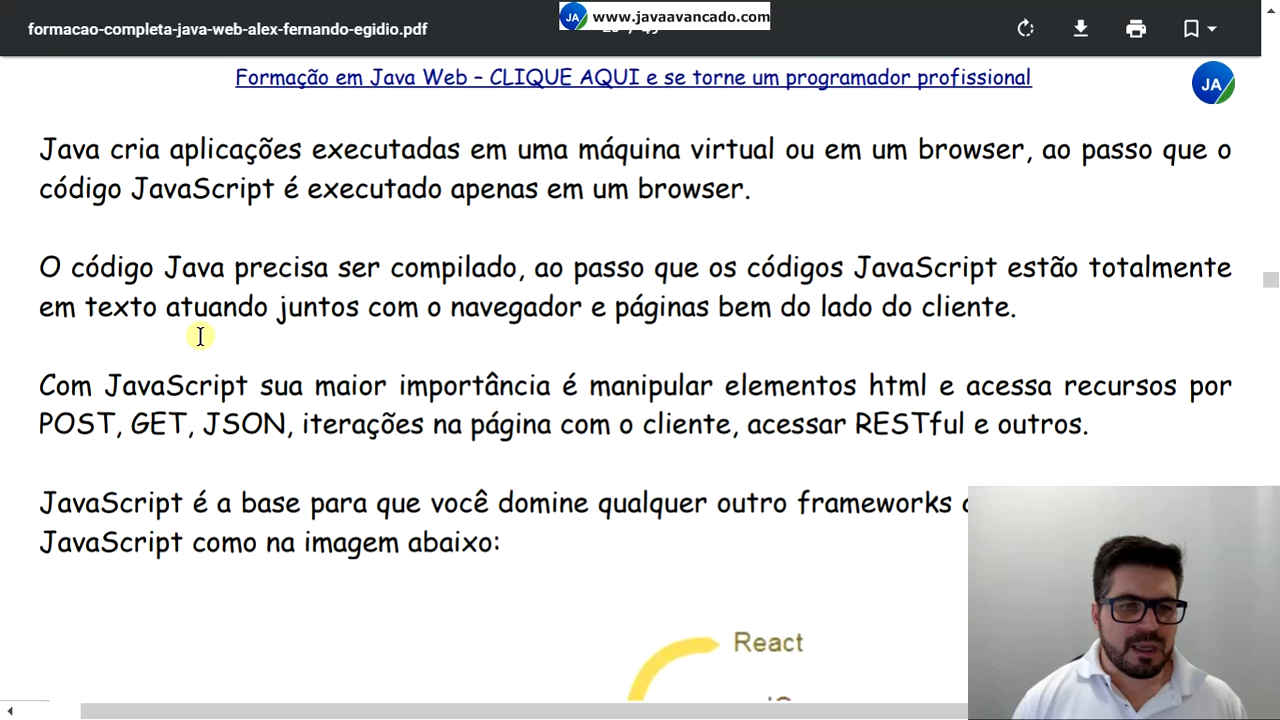 JA www.javaavancado.com
formacao-completa-java-web-alex-fernando-egidio.pdf
Formação em Java Web – CLIQUE AQUI e se torne um programador profissional
JA
Java cria aplicações executadas em uma máquina virtual ou em um browser, ao passo que o
código JavaScript é executado apenas em um browser.
O código Java precisa ser compilado, ao passo que os códigos JavaScript estão totalmente
em texto atuando juntos com o navegador e páginas bem do lado do cliente.
Com JavaScript sua maior importância é manipular elementos html e acessa recursos por
POST, GET, JSON, iterações na página com o cliente, acessar RESTful e outros.
JavaScript é a base para que você domine qualquer outro frameworks
JavaScript como na imagem abaixo:
React